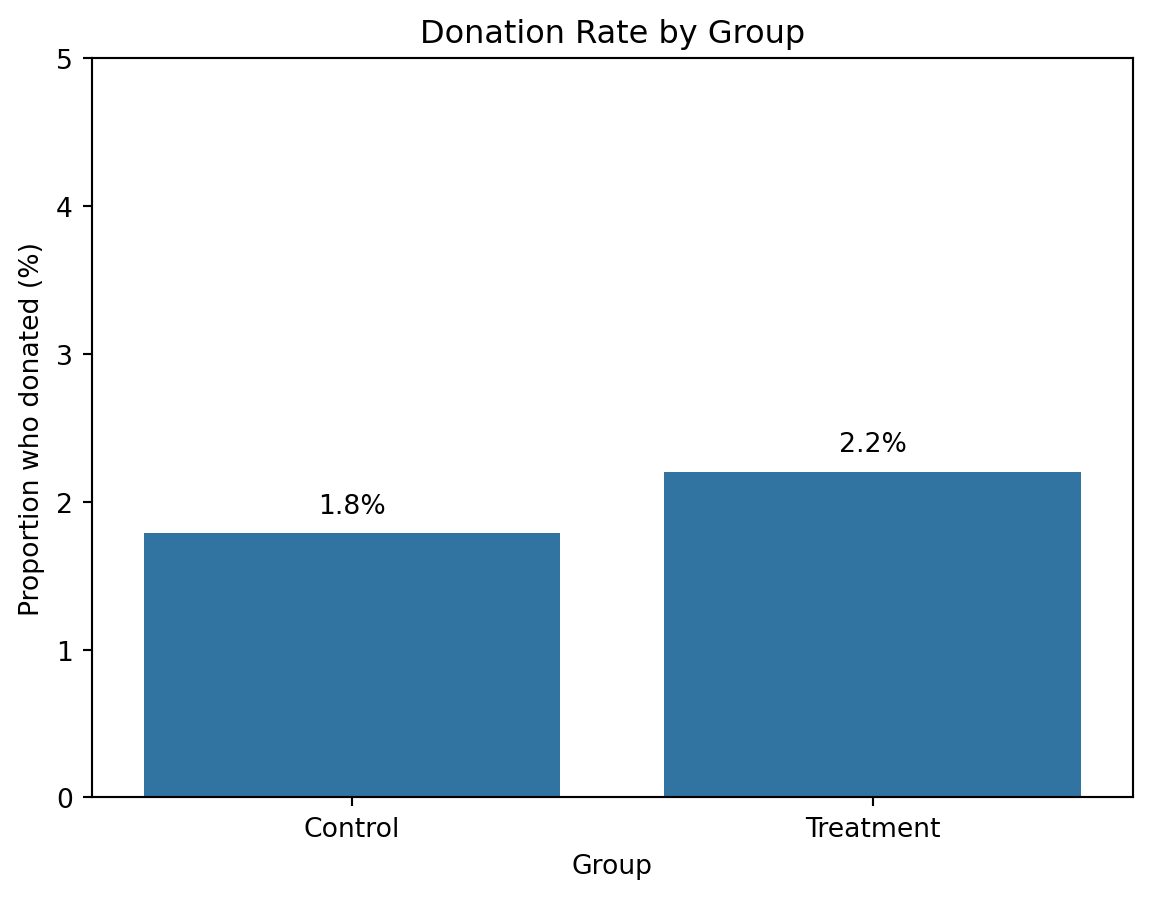 Donation Rate by Group
Proportion who donated (%)
5
4
3
2
1
0
1.8%
2.2%
Control
Treatment
Group